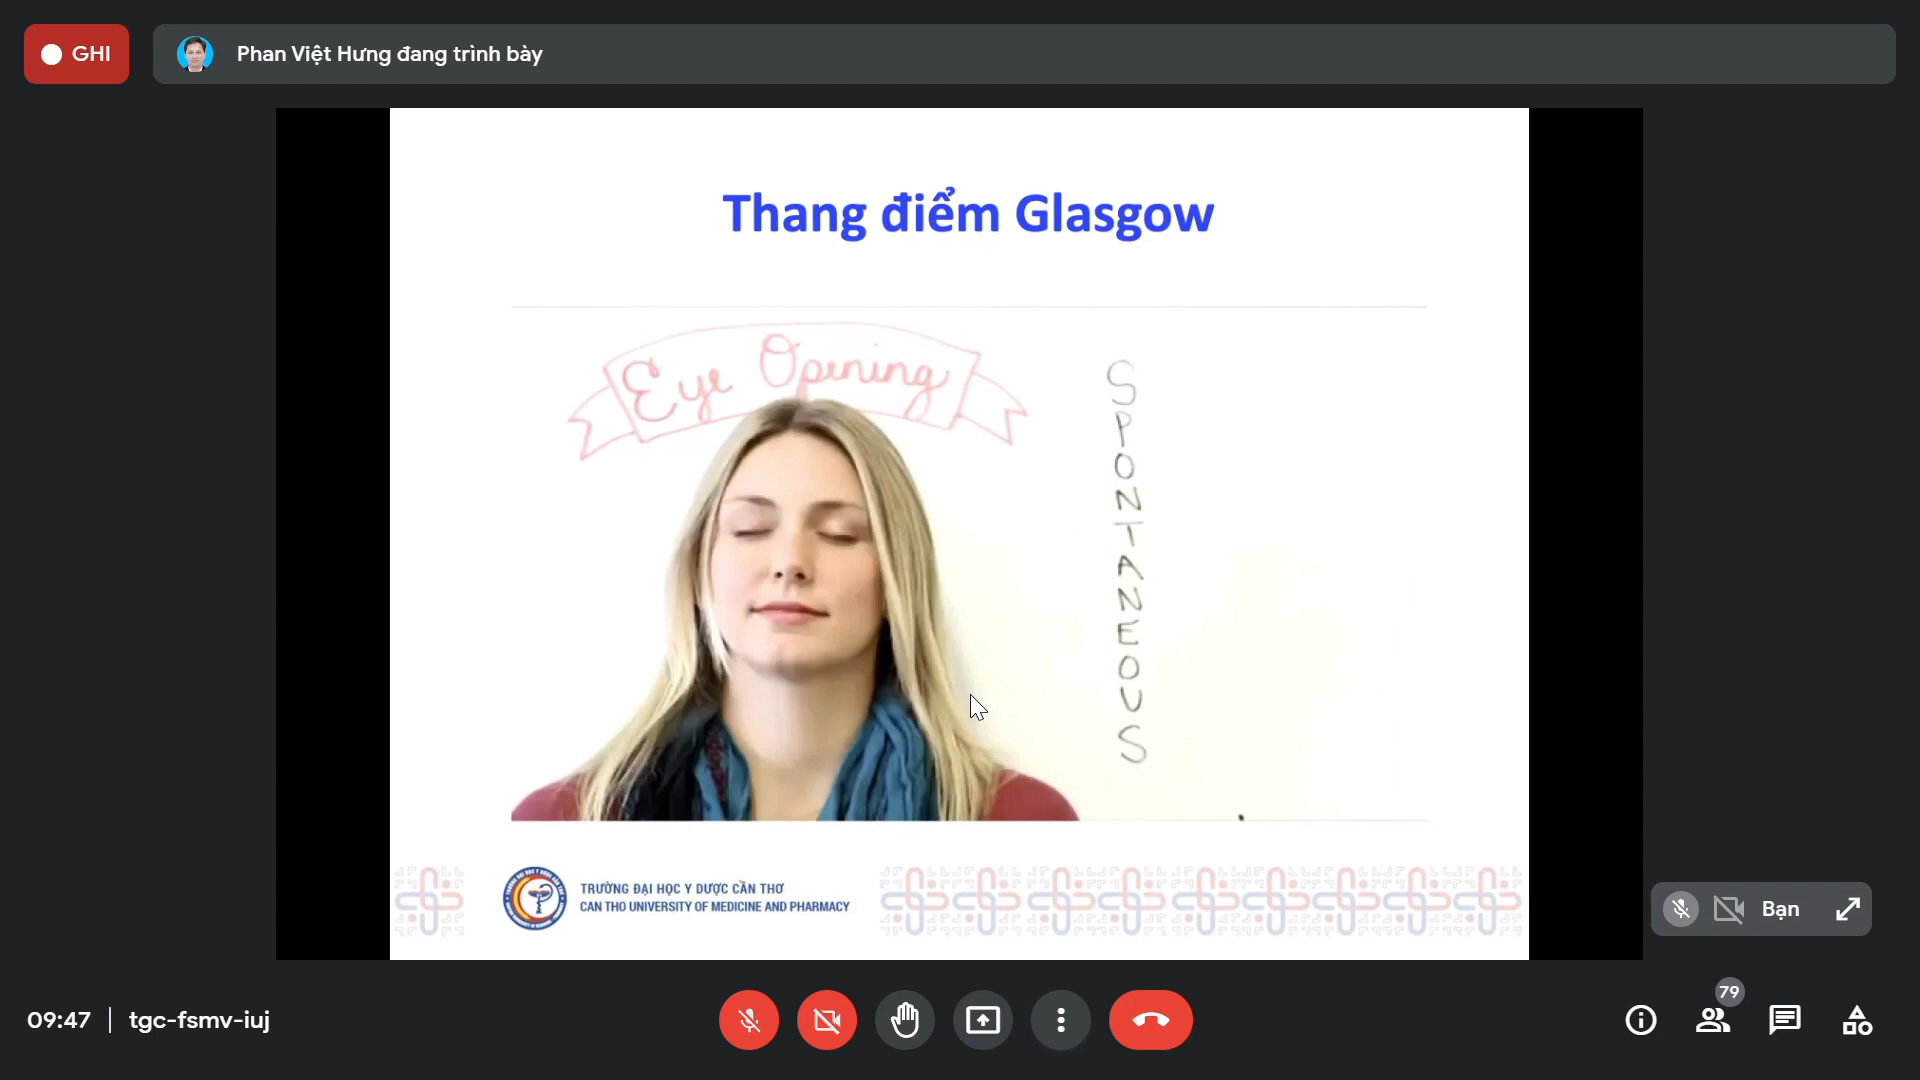 GHI
Phan Việt Hưng đang trình bày
Thang điểm Glasgow
Eye Opening
SPONTANEOUS
TRƯỜNG ĐẠI HỌC Y DƯỢC CẦN THƠ
CAN THO UNIVERSITY OF MEDICINE AND PHARMACY
Bạn
09:47 | tgc-fsmv-iuj
79